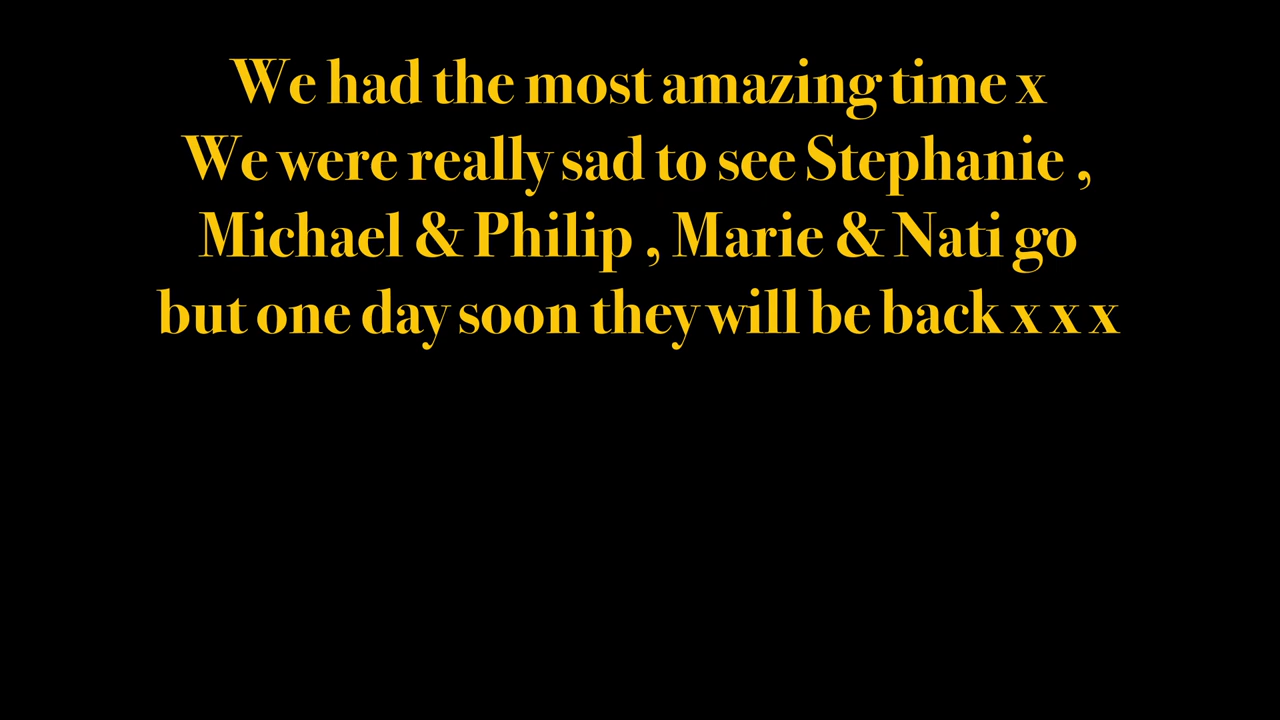 We had the most amazing time x
We were really sad to see Stephanie ,
Michael & Philip , Marie & Nati go
but one day soon they will be back x x x